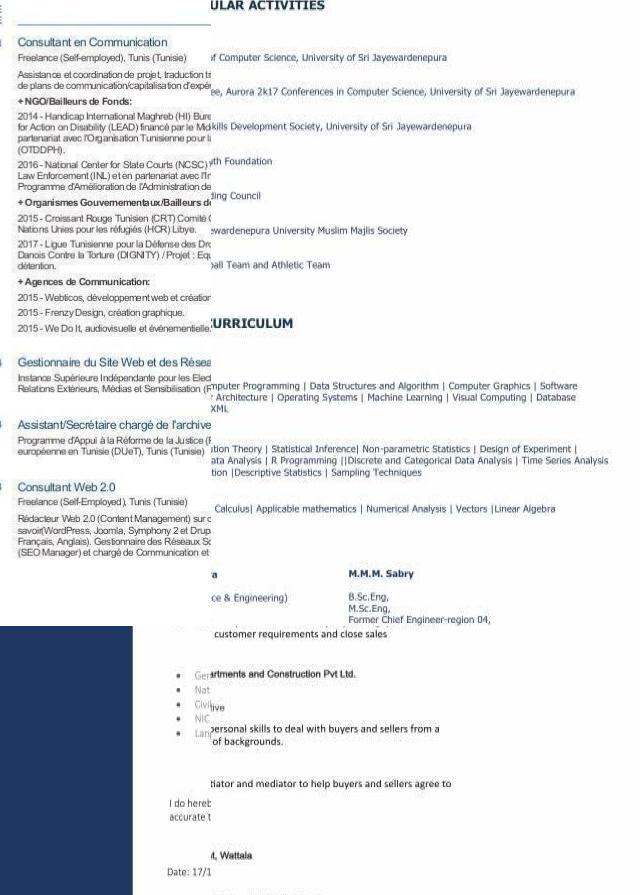 ULAR ACTIVITIES
Consultant en Communication
Freelance (Self-employed), Tunis (Tunisie)
Assistance et coordination de projet, traduction
de plans de communication/capitalisation
+NGO/Bailleurs de Fonds:
2014 - Handicap International Maghreb (HI)
for Action on Disability (LEAD) financé par le
partenariat avec l'Organisation Tunisienne pour
(OTDDPH).
2016 - National Center for State Courts (NCSC)
Law Enforcement (INL) et en partenariat avec
Programme d'Amélioration de l'Administration de
+Organismes Gouvernementaux/Bailleurs
2015 - Croissant Rouge Tunisien (CRT) Comité
Nations Unies pour les réfugiés (HCR) Libye.
2017 - Ligue Tunisienne pour la Défense des
Danois Contre la Torture (DIGNITY) / Projet :
détention.
+Agences de Communication:
2015 - Webticos, développement web et
2015 - Frenzy Design, création graphique.
2015 - We Do It, audiovisuelle et événementielle.
Gestionnaire du Site Web et des
Instance Supérieure Indépendante pour les
Relations Extérieurs, Médias et Sensibilisation
Assistant/Secrétaire chargé de
Programme d'Appui à la Réforme de la Justice
européenne en Tunisie (DUeT), Tunis (Tunisie)
Consultant Web 2.0
Freelance (Self-Employed), Tunis (Tunisie)
Rédacteur Web 2.0 (Content Management) sur
savoir(WordPress, Joomla, Symphony 2 et
Français, Anglais). Gestionnaire des Réseaux
(SEO Manager) et chargé de Communication et
of Computer Science, University of Sri Jayewardenepura
ee, Aurora 2k17 Conferences in Computer Science, University of Sri Jayewardenepura
kills Development Society, University of Sri Jayewardenepura
th Foundation
ding Council
ewardenepura University Muslim Majlis Society
all Team and Athletic Team
URRICULUM
mputer Programming | Data Structures and Algorithm | Computer Graphics | Software
Architecture | Operating Systems | Machine Learning | Visual Computing | Database
XML
tion Theory | Statistical Inference| Non-parametric Statistics | Design of Experiment |
ata Analysis | R Programming ||Discrete and Categorical Data Analysis | Time Series Analysis
tion |Descriptive Statistics | Sampling Techniques
Calculus| Applicable mathematics | Numerical Analysis | Vectors |Linear Algebra
a
ce & Engineering)
M.M.M. Sabry
B.Sc.Eng,
M.Sc.Eng,
Former Chief Engineer-region 04,
customer requirements and close sales
• Gen
artments and Construction Pvt Ltd.
• Nat
• Civil
tive
• NIC
• Lan
personal skills to deal with buyers and sellers from a
of backgrounds.
tiator and mediator to help buyers and sellers agree to
I do hereb
accurate t
, Wattala
Date: 17/1